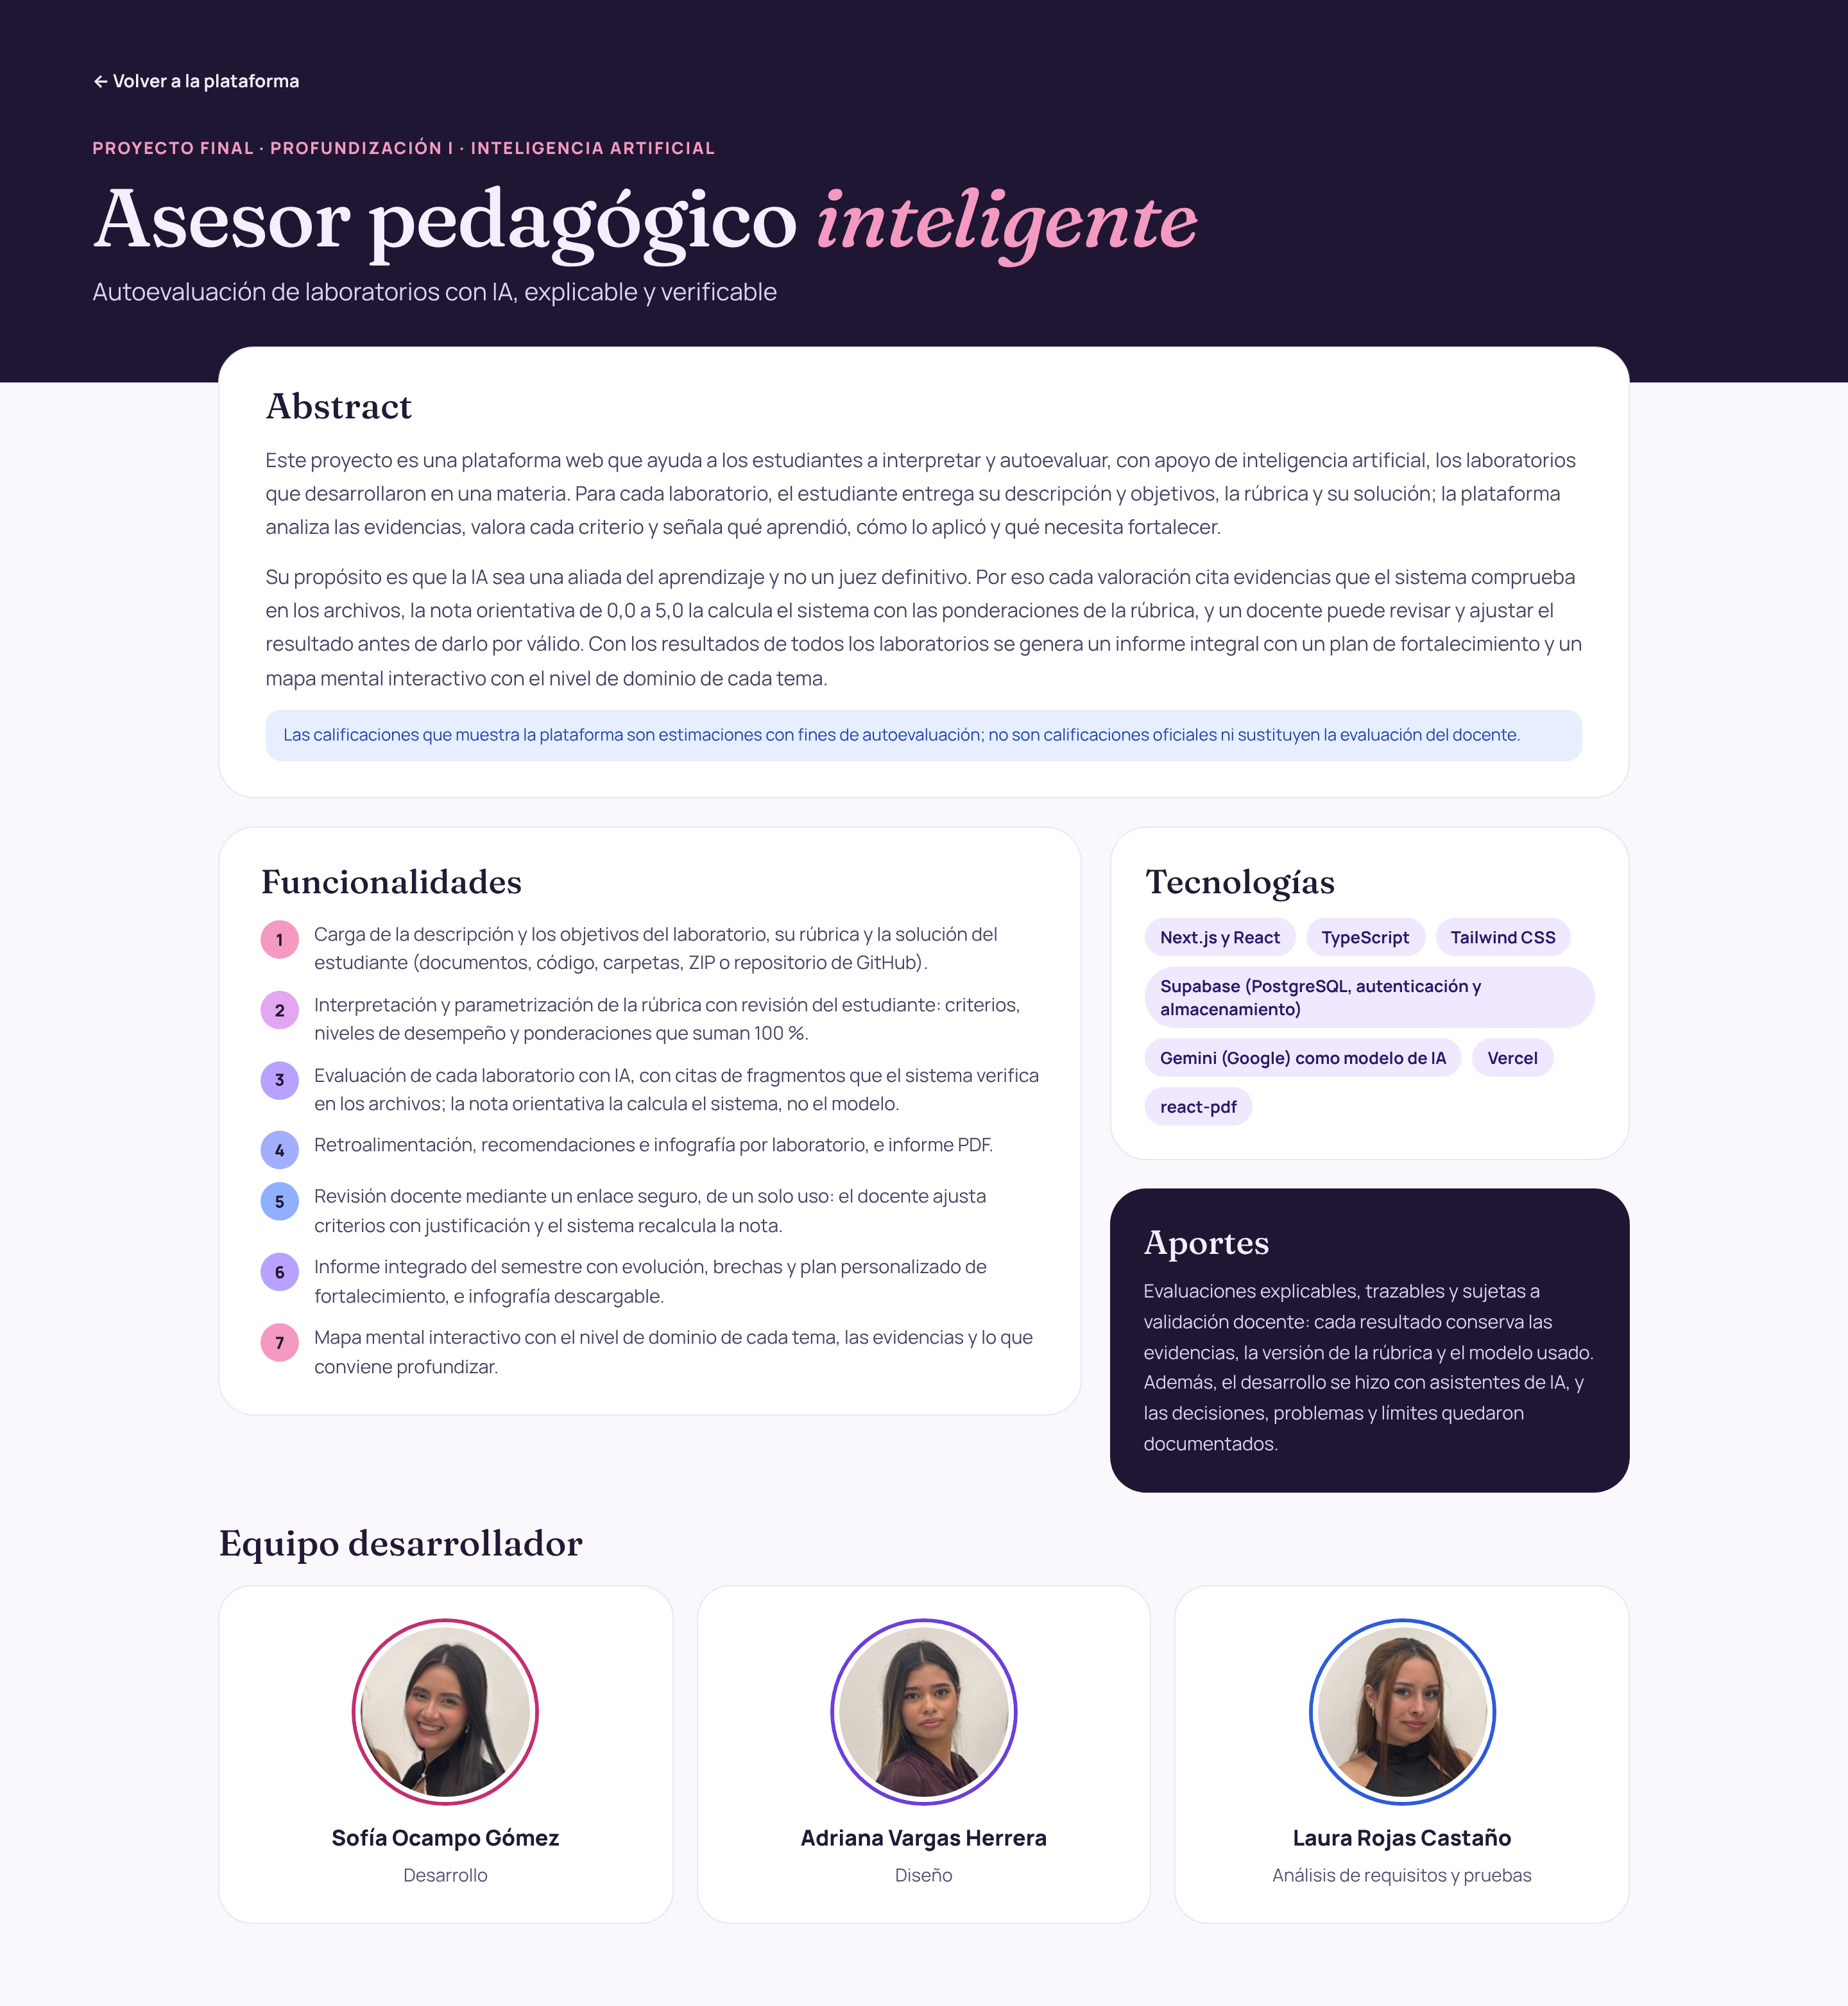 ← Volver a la plataforma
PROYECTO FINAL · PROFUNDIZACIÓN I · INTELIGENCIA ARTIFICIAL
Asesor pedagógico inteligente
Autoevaluación de laboratorios con IA, explicable y verificable
Abstract
Este proyecto es una plataforma web que ayuda a los estudiantes a interpretar y autoevaluar, con apoyo de inteligencia artificial, los laboratorios
que desarrollaron en una materia. Para cada laboratorio, el estudiante entrega su descripción y objetivos, la rúbrica y su solución; la plataforma
analiza las evidencias, valora cada criterio y señala qué aprendió, cómo lo aplicó y qué necesita fortalecer.
Su propósito es que la IA sea una aliada del aprendizaje y no un juez definitivo. Por eso cada valoración cita evidencias que el sistema comprueba
en los archivos, la nota orientativa de 0,0 a 5,0 la calcula el sistema con las ponderaciones de la rúbrica, y un docente puede revisar y ajustar el
resultado antes de darlo por válido. Con los resultados de todos los laboratorios se genera un informe integral con un plan de fortalecimiento y un
mapa mental interactivo con el nivel de dominio de cada tema.
Las calificaciones que muestra la plataforma son estimaciones con fines de autoevaluación; no son calificaciones oficiales ni sustituyen la evaluación del docente.
Funcionalidades
1 Carga de la descripción y los objetivos del laboratorio, su rúbrica y la solución del
estudiante (documentos, código, carpetas, ZIP o repositorio de GitHub).
2 Interpretación y parametrización de la rúbrica con revisión del estudiante: criterios,
niveles de desempeño y ponderaciones que suman 100 %.
3 Evaluación de cada laboratorio con IA, con citas de fragmentos que el sistema verifica
en los archivos; la nota orientativa la calcula el sistema, no el modelo.
4 Retroalimentación, recomendaciones e infografía por laboratorio, e informe PDF.
5 Revisión docente mediante un enlace seguro, de un solo uso: el docente ajusta
criterios con justificación y el sistema recalcula la nota.
6 Informe integrado del semestre con evolución, brechas y plan personalizado de
fortalecimiento, e infografía descargable.
7 Mapa mental interactivo con el nivel de dominio de cada tema, las evidencias y lo que
conviene profundizar.
Tecnologías
Next.js y React TypeScript Tailwind CSS
Supabase (PostgreSQL, autenticación y
almacenamiento)
Gemini (Google) como modelo de IA Vercel
react-pdf
Aportes
Evaluaciones explicables, trazables y sujetas a
validación docente: cada resultado conserva las
evidencias, la versión de la rúbrica y el modelo usado.
Además, el desarrollo se hizo con asistentes de IA, y
las decisiones, problemas y límites quedaron
documentados.
Equipo desarrollador
Sofía Ocampo Gómez
Desarrollo
Adriana Vargas Herrera
Diseño
Laura Rojas Castaño
Análisis de requisitos y pruebas